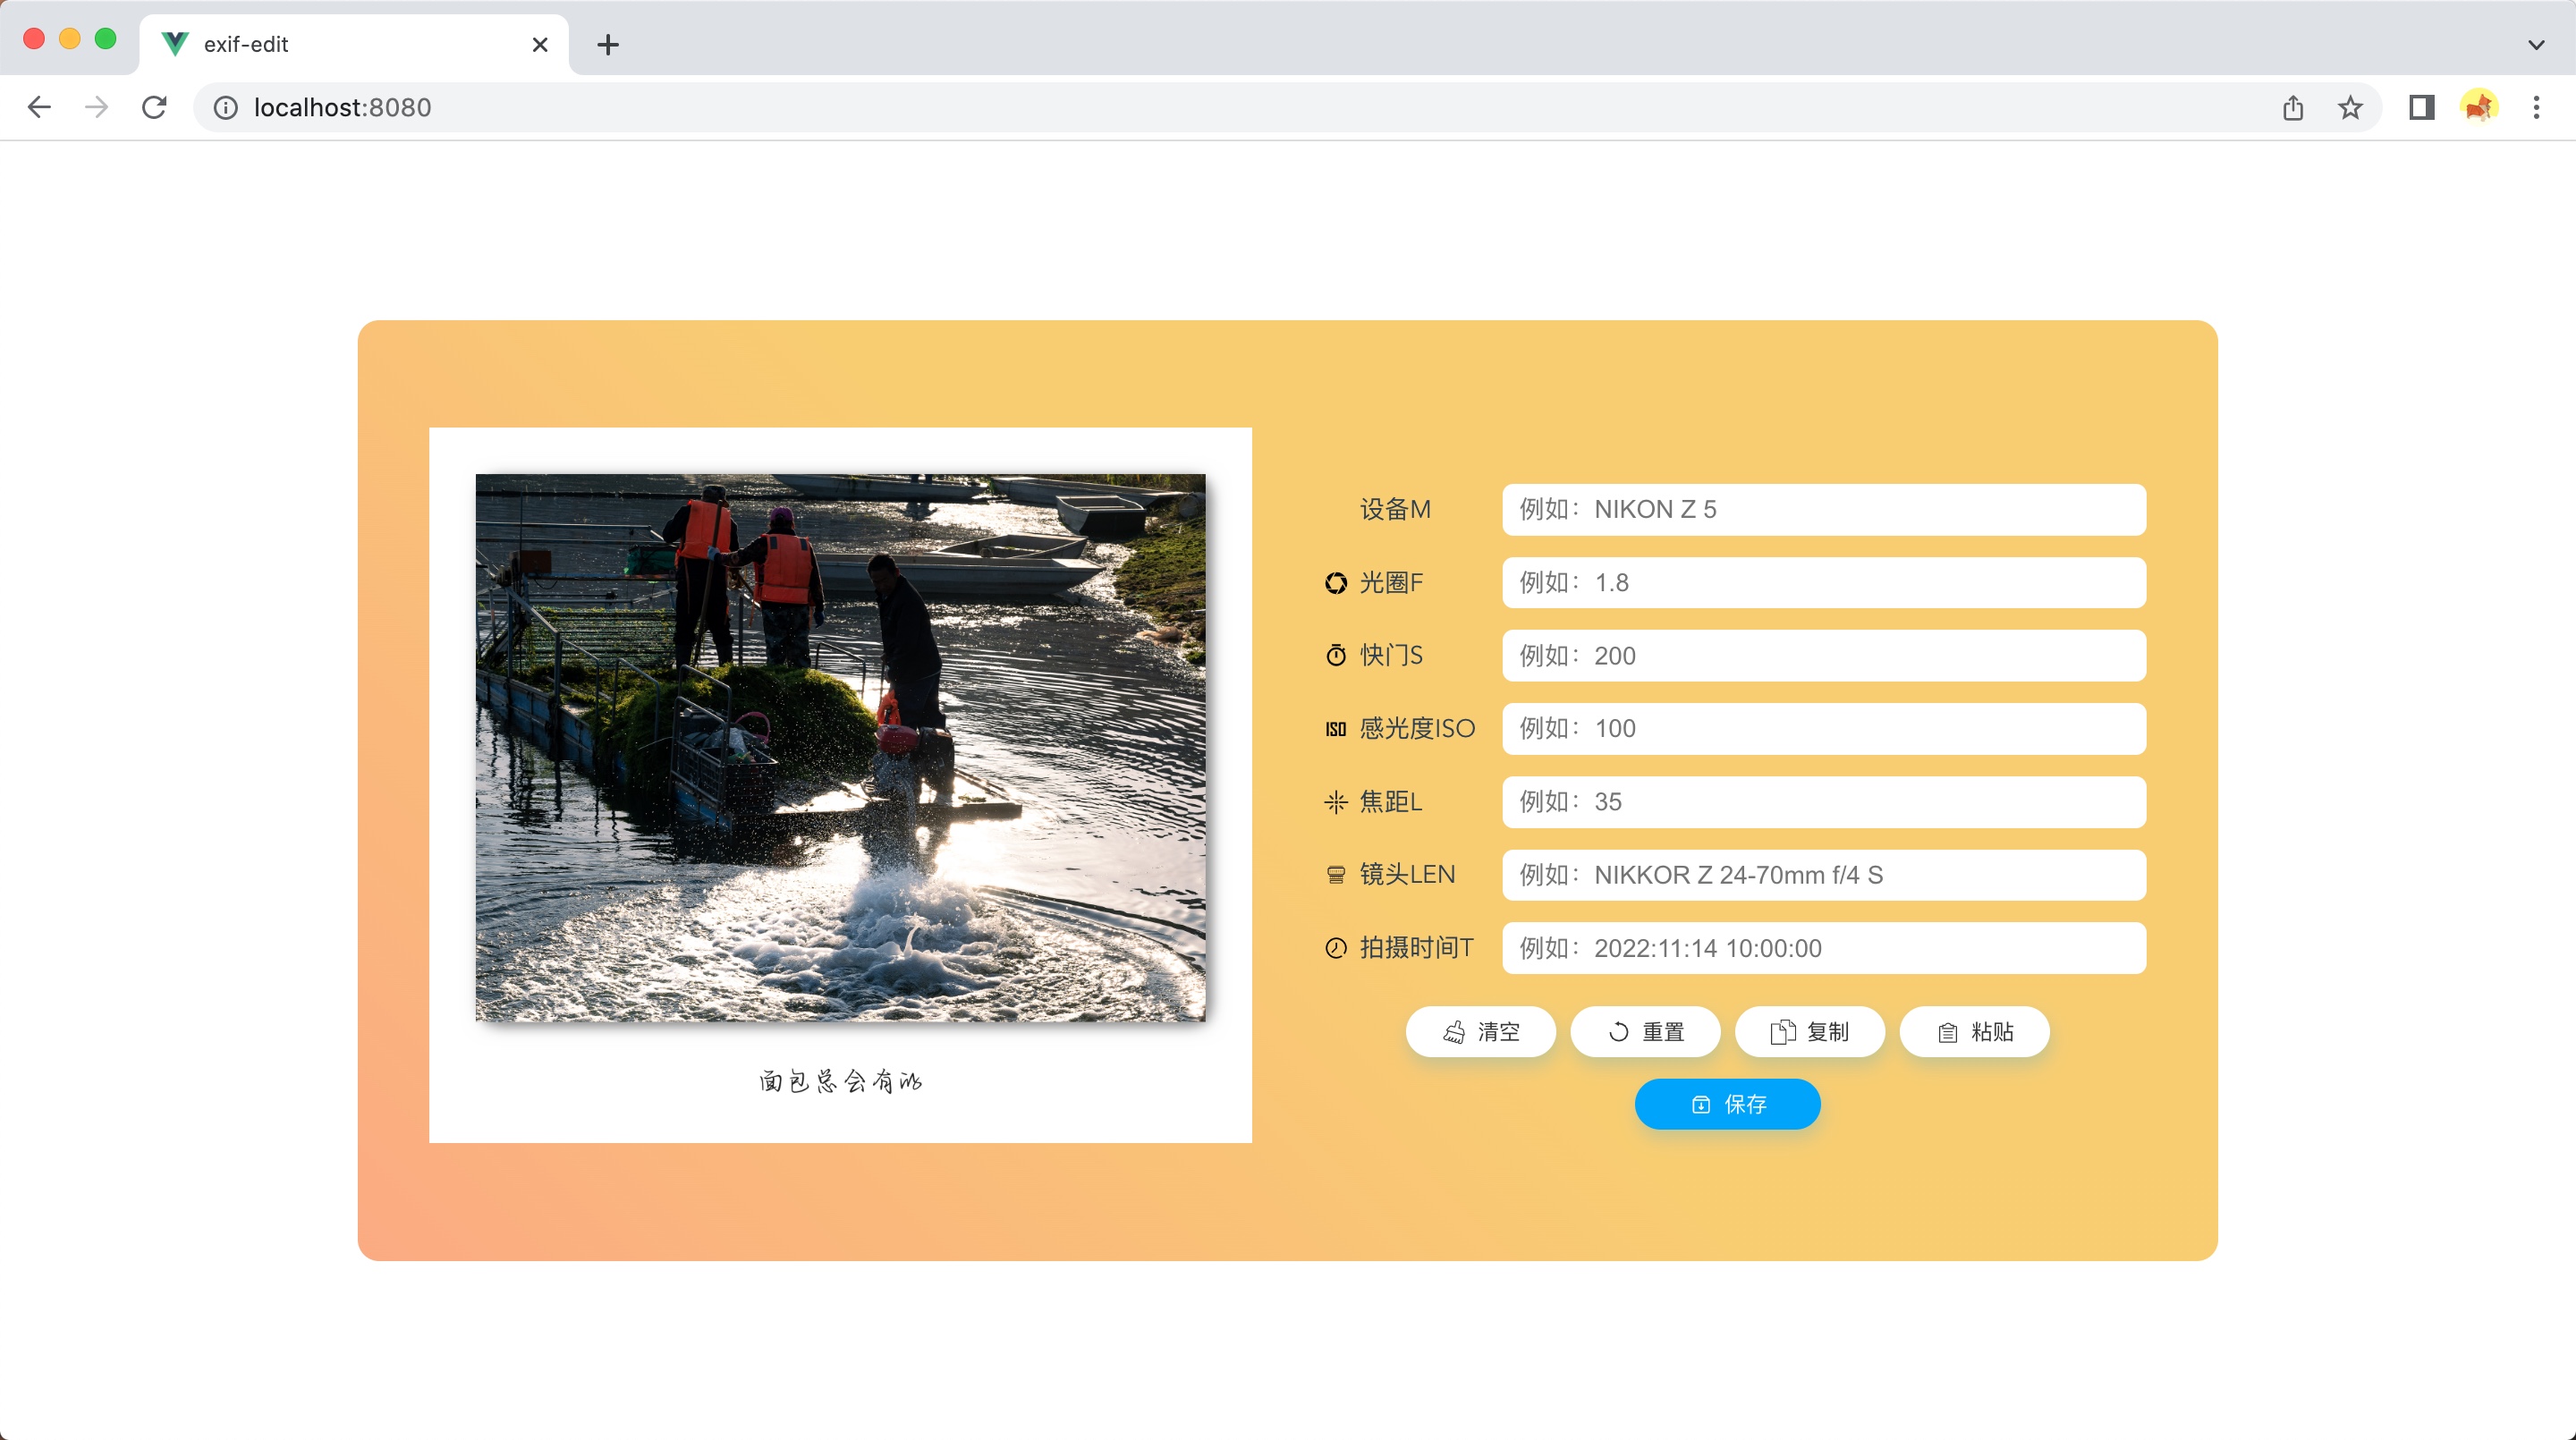 exif-edit
localhost:8080
设备M 例如：NIKON Z 5
光圈F 例如：1.8
快门S 例如：200
ISO 感光度ISO 例如：100
焦距L 例如：35
镜头LEN 例如：NIKKOR Z 24-70mm f/4 S
拍摄时间T 例如：2022:11:14 10:00:00
清空 重置 复制 粘贴
保存
面包总会有的